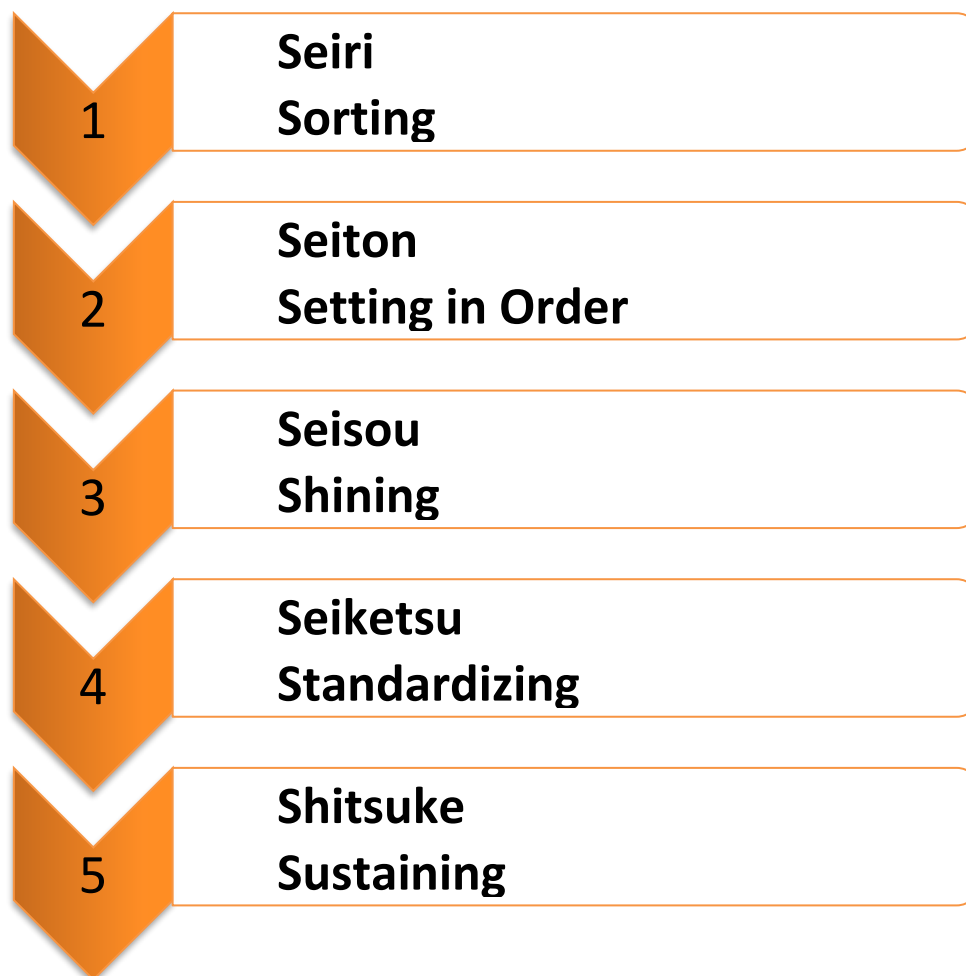 1
Seiri
Sorting
2
Seiton
Setting in Order
3
Seisou
Shining
4
Seiketsu
Standardizing
5
Shitsuke
Sustaining